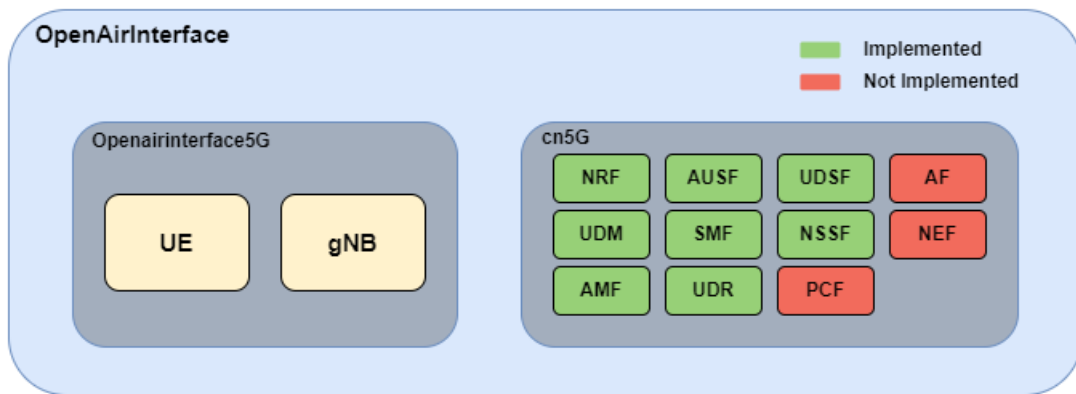 OpenAirInterface
Implemented
Not Implemented
Openairinterface5G
UE
gNB
cn5G
NRF
AUSF
UDSF
AF
UDM
SMF
NSSF
NEF
AMF
UDR
PCF